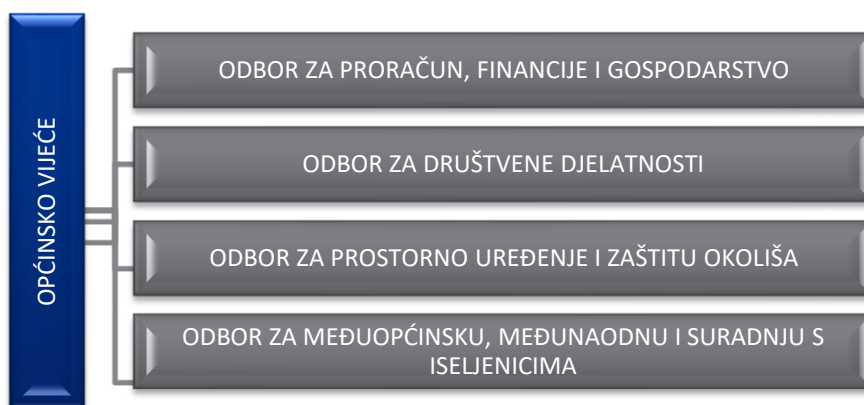 OPĆINSKO VIJEĆE
ODBOR ZA PRORAČUN, FINANCIJE I GOSPODARSTVO
ODBOR ZA DRUŠTVENE DJELATNOSTI
ODBOR ZA PROSTORNO UREĐENJE I ZAŠTITU OKOLIŠA
ODBOR ZA MEĐUOPĆINSKU, MEĐUNAODNU I SURADNJU S
ISELJENICIMA